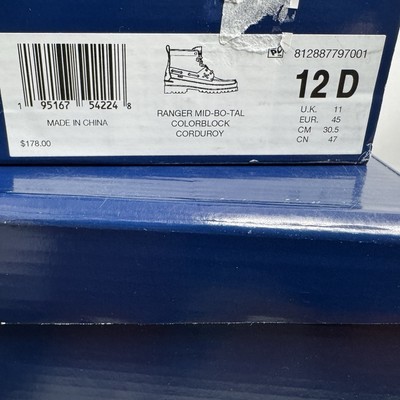 PL 812887797001
12 D
1 95167 54224 8
MADE IN CHINA
$178.00
RANGER MID-BO-TAL
COLORBLOCK
CORDUROY
U.K. 11
EUR. 45
CM 30.5
CN 47